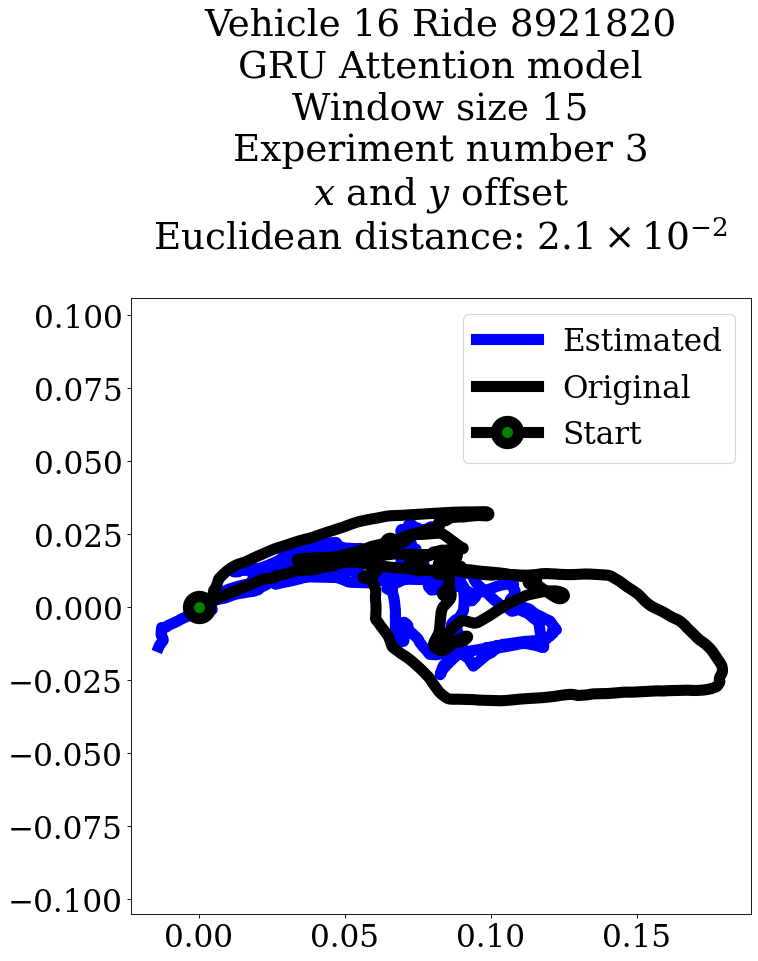 Vehicle 16 Ride 8921820
GRU Attention model
Window size 15
Experiment number 3
x and y offset
Euclidean distance: 2.1 × 10⁻²
Estimated
Original
Start
0.100
0.075
0.050
0.025
0.000
−0.025
−0.050
−0.075
−0.100
0.00 0.05 0.10 0.15